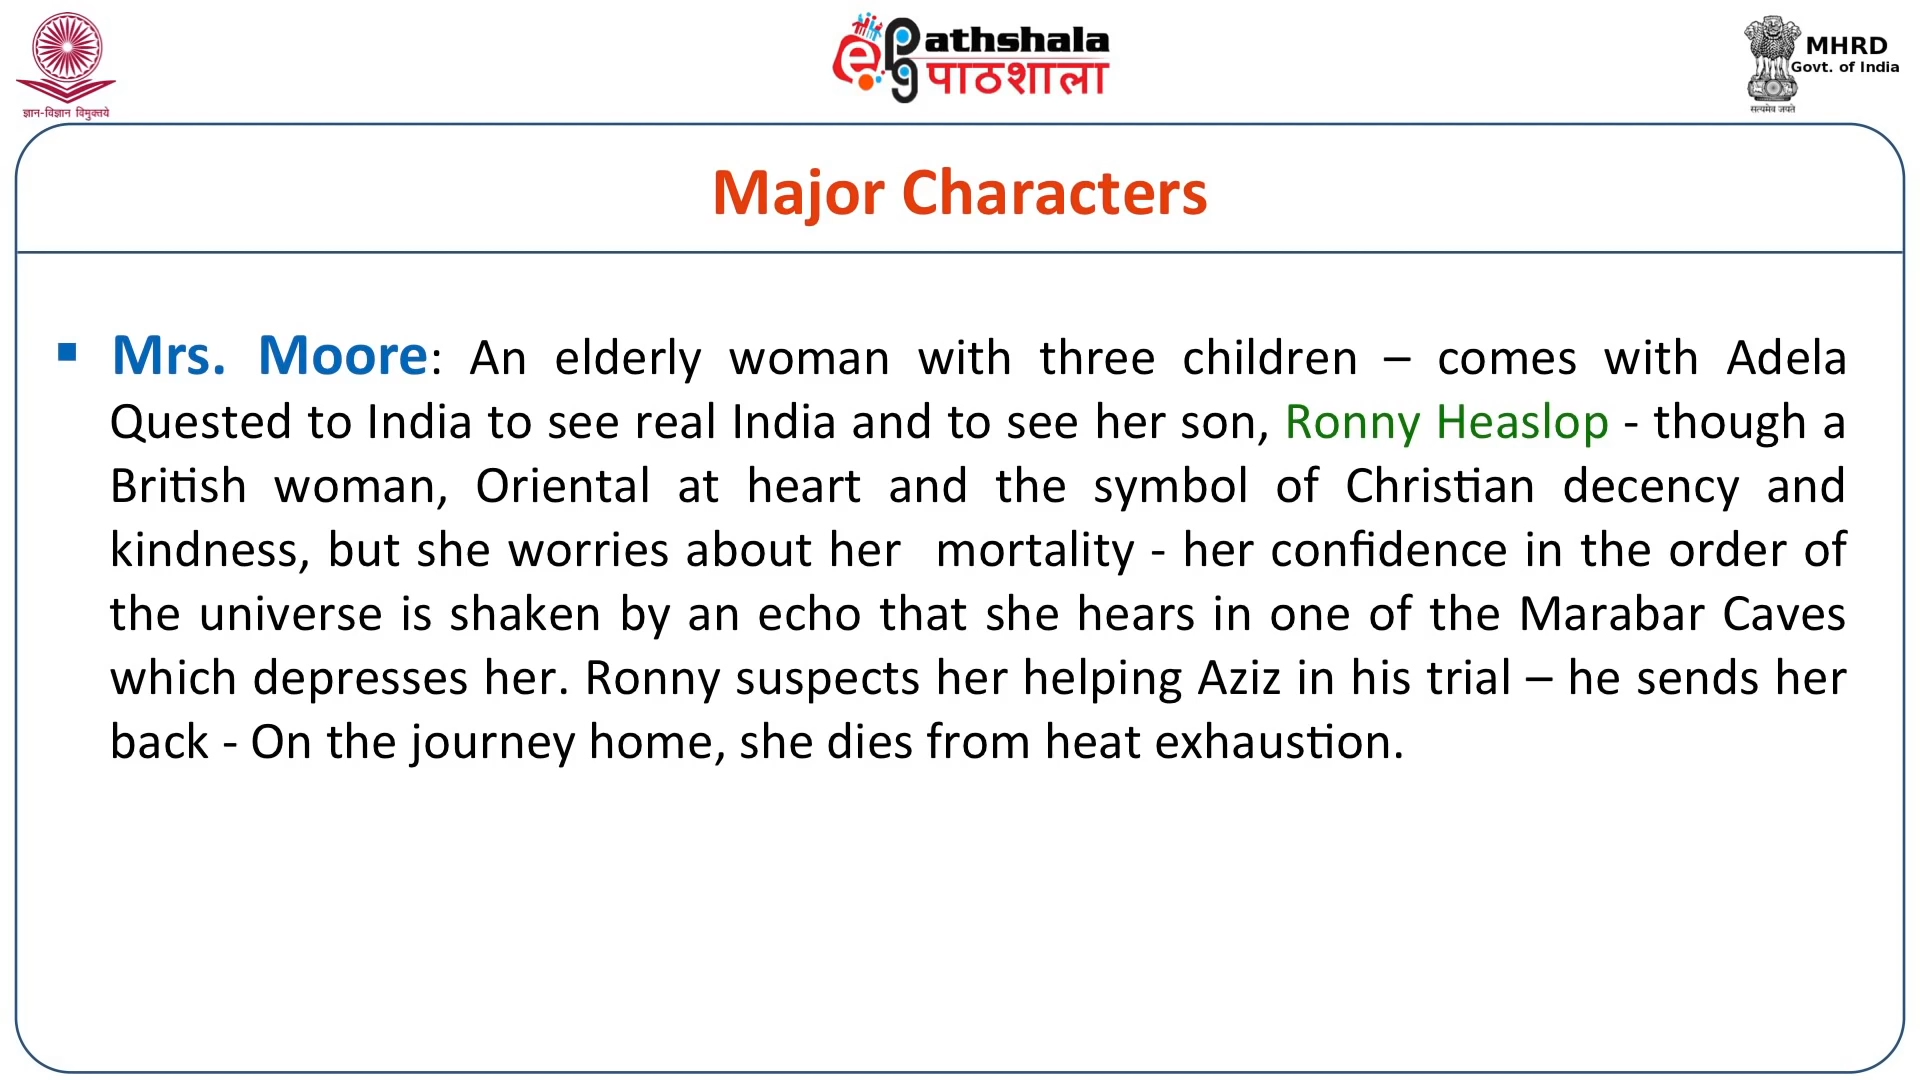 ज्ञान-विज्ञान विमुक्तये
e
pg
athshala
पाठशाला
MHRD
Govt. of India
सत्यमेव जयते
Major Characters
▪ Mrs. Moore: An elderly woman with three children – comes with Adela
Quested to India to see real India and to see her son, Ronny Heaslop - though a
British woman, Oriental at heart and the symbol of Christian decency and
kindness, but she worries about her mortality - her confidence in the order of
the universe is shaken by an echo that she hears in one of the Marabar Caves
which depresses her. Ronny suspects her helping Aziz in his trial – he sends her
back - On the journey home, she dies from heat exhaustion.